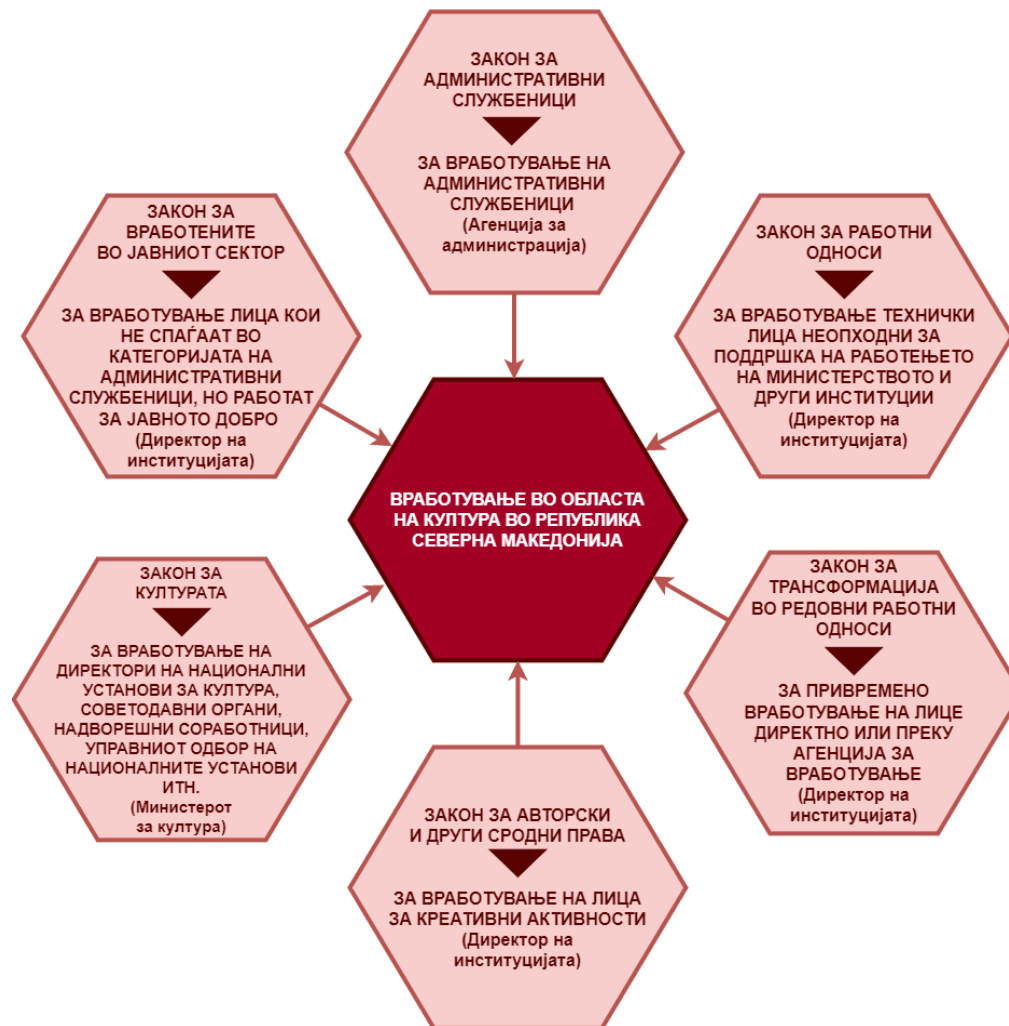 ЗАКОН ЗА
АДМИНИСТРАТИВНИ
СЛУЖБЕНИЦИ
ЗА ВРАБОТУВАЊЕ НА
АДМИНИСТРАТИВНИ
СЛУЖБЕНИЦИ
(Агенција за
администрација)
ЗАКОН ЗА
ВРАБОТЕНИТЕ
ВО ЈАВНИОТ СЕКТОР
ЗА ВРАБОТУВАЊЕ ЛИЦА КОИ
НЕ СПАЃААТ ВО
КАТЕГОРИЈАТА НА
АДМИНИСТРАТИВНИ
СЛУЖБЕНИЦИ, НО РАБОТАТ
ЗА ЈАВНОТО ДОБРО
(Директор на
институцијата)
ЗАКОН ЗА РАБОТНИ
ОДНОСИ
ЗА ВРАБОТУВАЊЕ ТЕХНИЧКИ
ЛИЦА НЕОПХОДНИ ЗА
ПОДДРШКА НА РАБОТЕЊЕТО
НА МИНИСТЕРСТВОТО И
ДРУГИ ИНСТИТУЦИИ
(Директор на
институцијата)
ВРАБОТУВАЊЕ ВО ОБЛАСТА
НА КУЛТУРА ВО РЕПУБЛИКА
СЕВЕРНА МАКЕДОНИЈА
ЗАКОН ЗА
КУЛТУРАТА
ЗА ВРАБОТУВАЊЕ НА
ДИРЕКТОРИ НА НАЦИОНАЛНИ
УСТАНОВИ ЗА КУЛТУРА,
СОВЕТОДАВНИ ОРГАНИ,
НАДВОРЕШНИ СОРАБОТНИЦИ,
УПРАВНИОТ ОДБОР НА
НАЦИОНАЛНИТЕ УСТАНОВИ
ИТН.
(Министерот
за култура)
ЗАКОН ЗА
ТРАНСФОРМАЦИЈА
ВО РЕДОВНИ РАБОТНИ
ОДНОСИ
ЗА ПРИВРЕМЕНО
ВРАБОТУВАЊЕ НА ЛИЦЕ
ДИРЕКТНО ИЛИ ПРЕКУ
АГЕНЦИЈА ЗА
ВРАБОТУВАЊЕ
(Директор на
институцијата)
ЗАКОН ЗА АВТОРСКИ
И ДРУГИ СРОДНИ ПРАВА
ЗА ВРАБОТУВАЊЕ НА ЛИЦА
ЗА КРЕАТИВНИ АКТИВНОСТИ
(Директор на
институцијата)